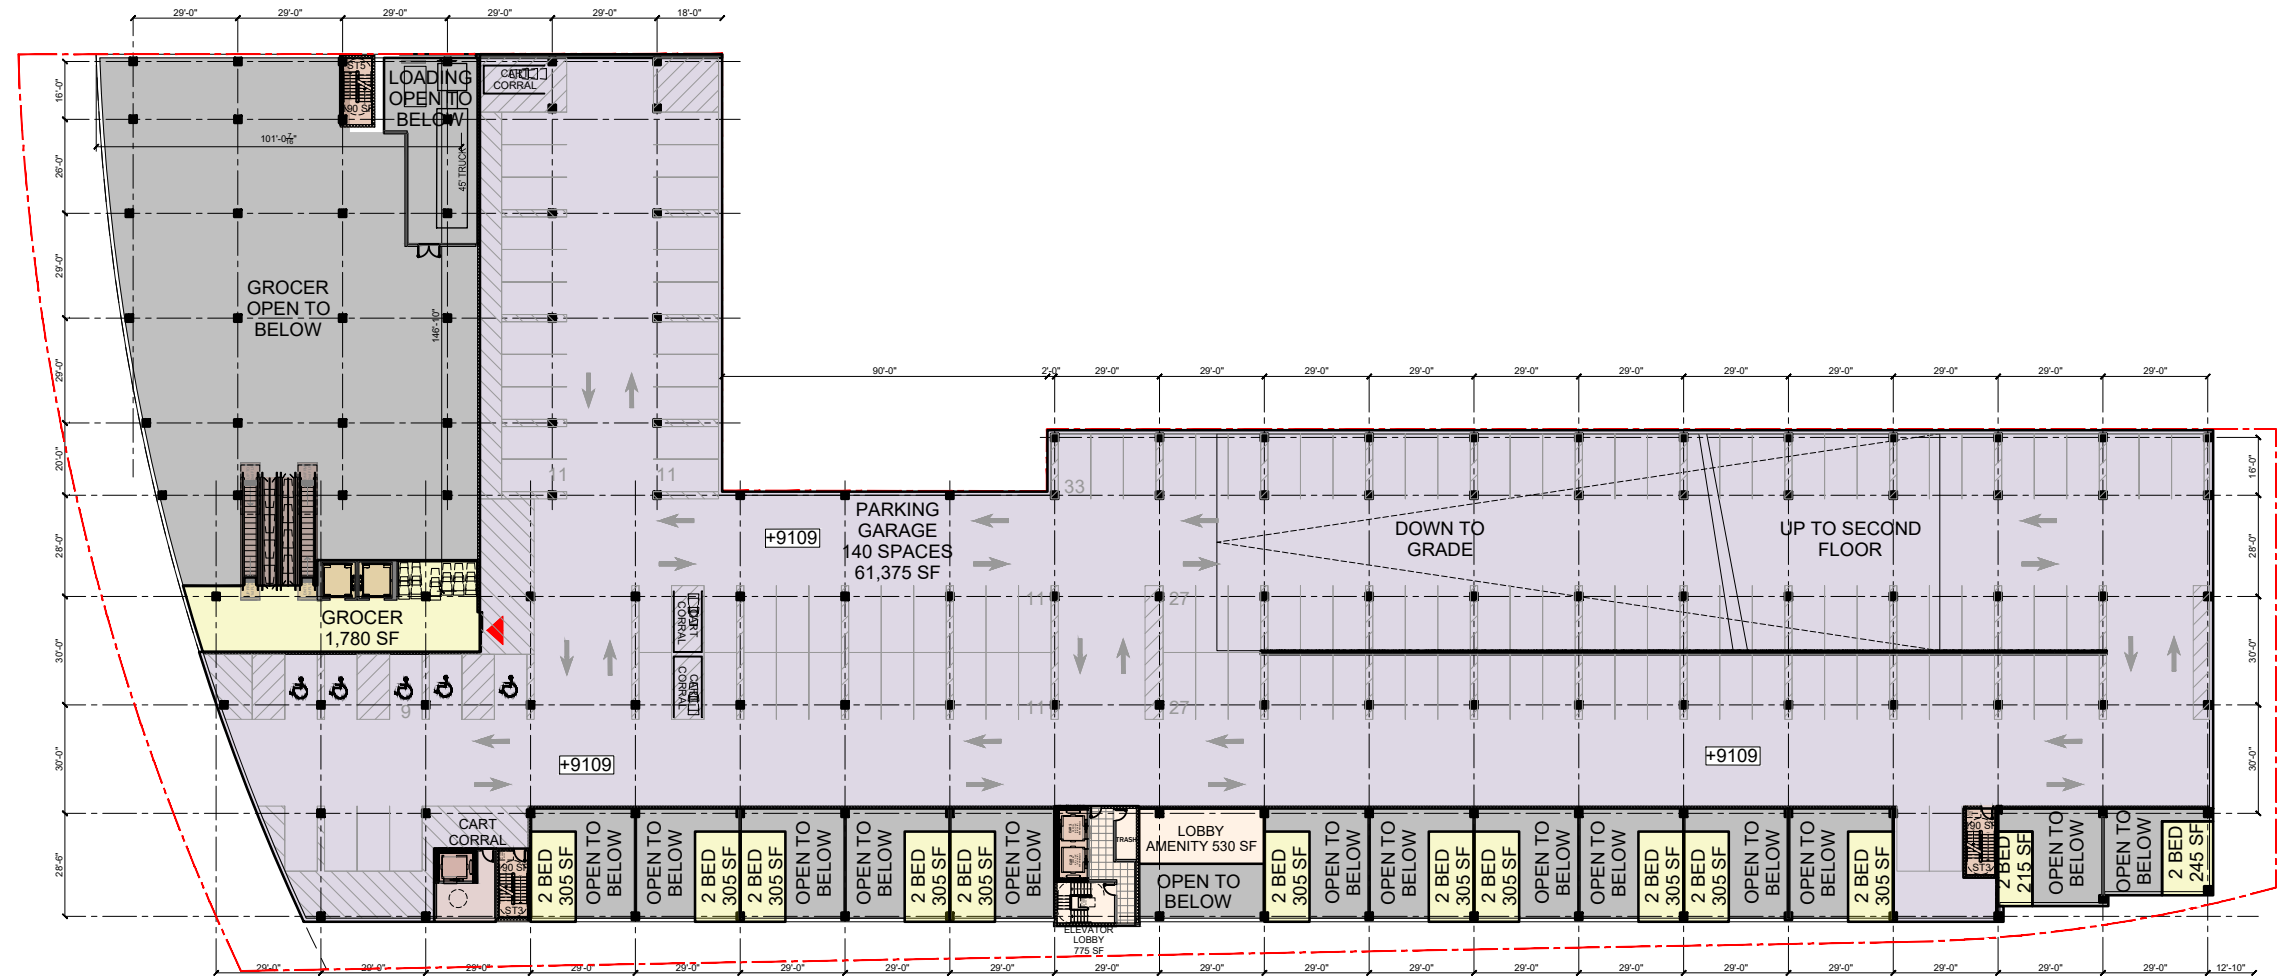 29'-0" 29'-0" 29'-0" 29'-0" 29'-0" 18'-0"
ST5
90 SF
LOADING
OPEN TO
BELOW
CART
CORRAL
16'-0"
26'-0"
29'-0"
29'-0"
20'-0"
28'-0"
30'-0"
30'-0"
28'-6"
101'-0 7/16"
45' TRUCK
146'-10"
GROCER
OPEN TO
BELOW
90'-0" 2'-0" 29'-0" 29'-0" 29'-0" 29'-0" 29'-0" 29'-0" 29'-0" 29'-0" 29'-0" 29'-0" 29'-0"
11 11
33
PARKING
GARAGE
140 SPACES
61,375 SF
+9109
DOWN TO
GRADE
UP TO SECOND
FLOOR
16'-0"
28'-0"
30'-0"
30'-0"
GROCER
1,780 SF
CART
CORRAL
CART
CORRAL
11 27
11 27
9
+9109
+9109
CART
CORRAL
90 SF
ST3
2 BED
305 SF
OPEN TO
BELOW
OPEN TO
BELOW
2 BED
305 SF
2 BED
305 SF
OPEN TO
BELOW
OPEN TO
BELOW
2 BED
305 SF
2 BED
305 SF
OPEN TO
BELOW
TRASH
ELEVATOR
LOBBY
775 SF
LOBBY
AMENITY 530 SF
OPEN TO
BELOW
2 BED
305 SF
OPEN TO
BELOW
OPEN TO
BELOW
2 BED
305 SF
2 BED
305 SF
OPEN TO
BELOW
OPEN TO
BELOW
2 BED
305 SF
2 BED
305 SF
OPEN TO
BELOW
OPEN TO
BELOW
2 BED
305 SF
90 SF
ST3
2 BED
215 SF
OPEN TO
BELOW
OPEN TO
BELOW
2 BED
245 SF
29'-0" 29'-0" 29'-0" 29'-0" 29'-0" 29'-0" 29'-0" 29'-0" 29'-0" 29'-0" 29'-0" 29'-0" 29'-0" 29'-0" 29'-0" 29'-0" 29'-0" 29'-0" 29'-0" 12'-10"